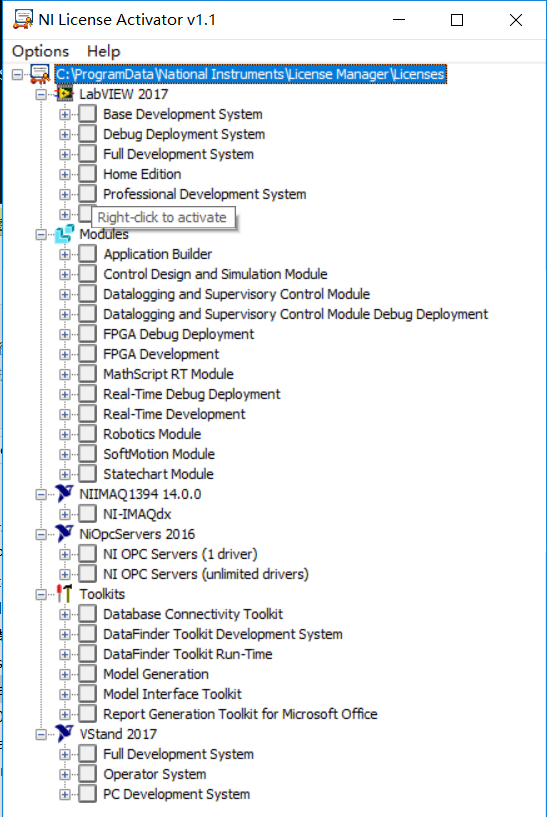 NI License Activator v1.1
Options Help
C:\ProgramData\National Instruments\License Manager\Licenses
LabVIEW 2017
Base Development System
Debug Deployment System
Full Development System
Home Edition
Professional Development System
Right-click to activate
Modules
Application Builder
Control Design and Simulation Module
Datalogging and Supervisory Control Module
Datalogging and Supervisory Control Module Debug Deployment
FPGA Debug Deployment
FPGA Development
MathScript RT Module
Real-Time Debug Deployment
Real-Time Development
Robotics Module
SoftMotion Module
Statechart Module
NIIMAQ1394 14.0.0
NI-IMAQdx
NiOpcServers 2016
NI OPC Servers (1 driver)
NI OPC Servers (unlimited drivers)
Toolkits
Database Connectivity Toolkit
DataFinder Toolkit Development System
DataFinder Toolkit Run-Time
Model Generation
Model Interface Toolkit
Report Generation Toolkit for Microsoft Office
VStand 2017
Full Development System
Operator System
PC Development System